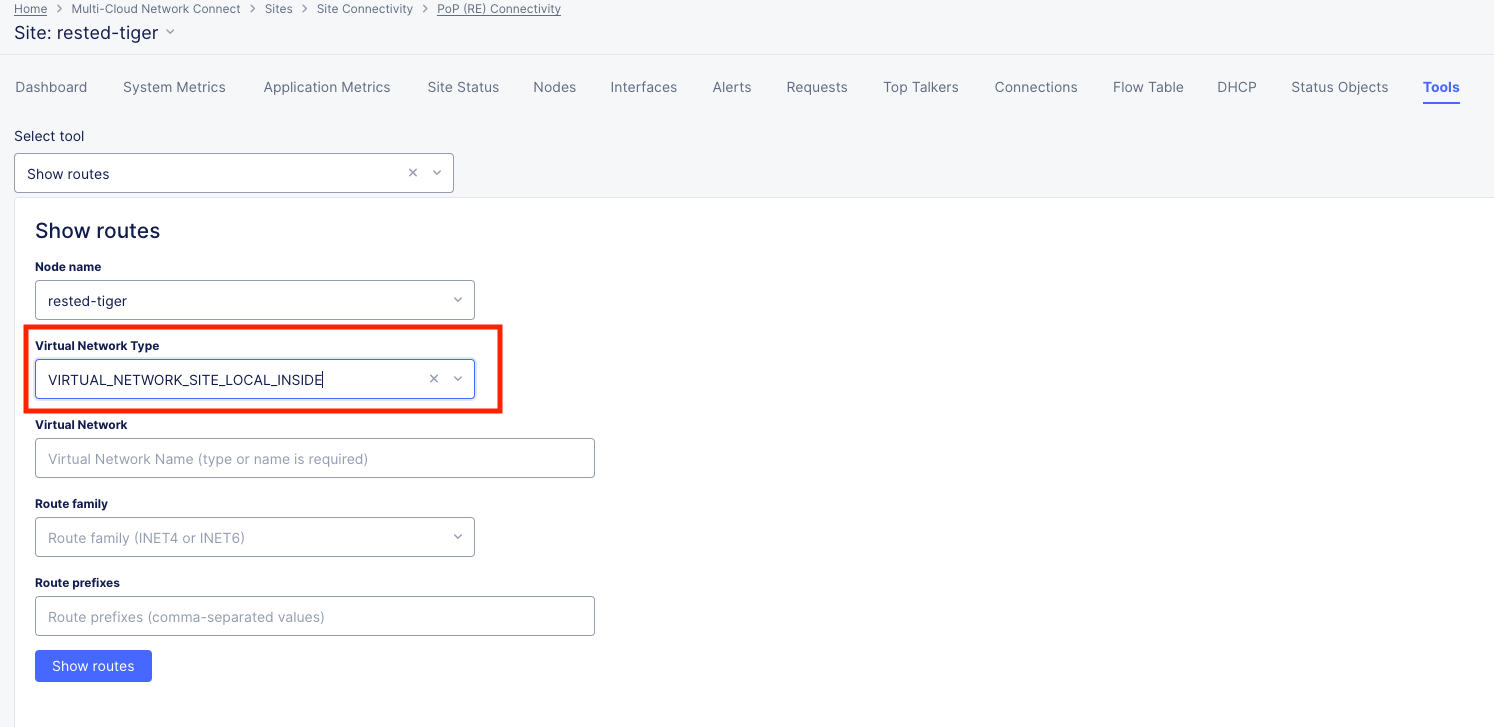 Home > Multi-Cloud Network Connect > Sites > Site Connectivity > PoP (RE) Connectivity
Site: rested-tiger
Dashboard System Metrics Application Metrics Site Status Nodes Interfaces Alerts Requests Top Talkers Connections Flow Table DHCP Status Objects Tools
Select tool
Show routes
Show routes
Node name
rested-tiger
Virtual Network Type
VIRTUAL_NETWORK_SITE_LOCAL_INSIDE
Virtual Network
Virtual Network Name (type or name is required)
Route family
Route family (INET4 or INET6)
Route prefixes
Route prefixes (comma-separated values)
Show routes